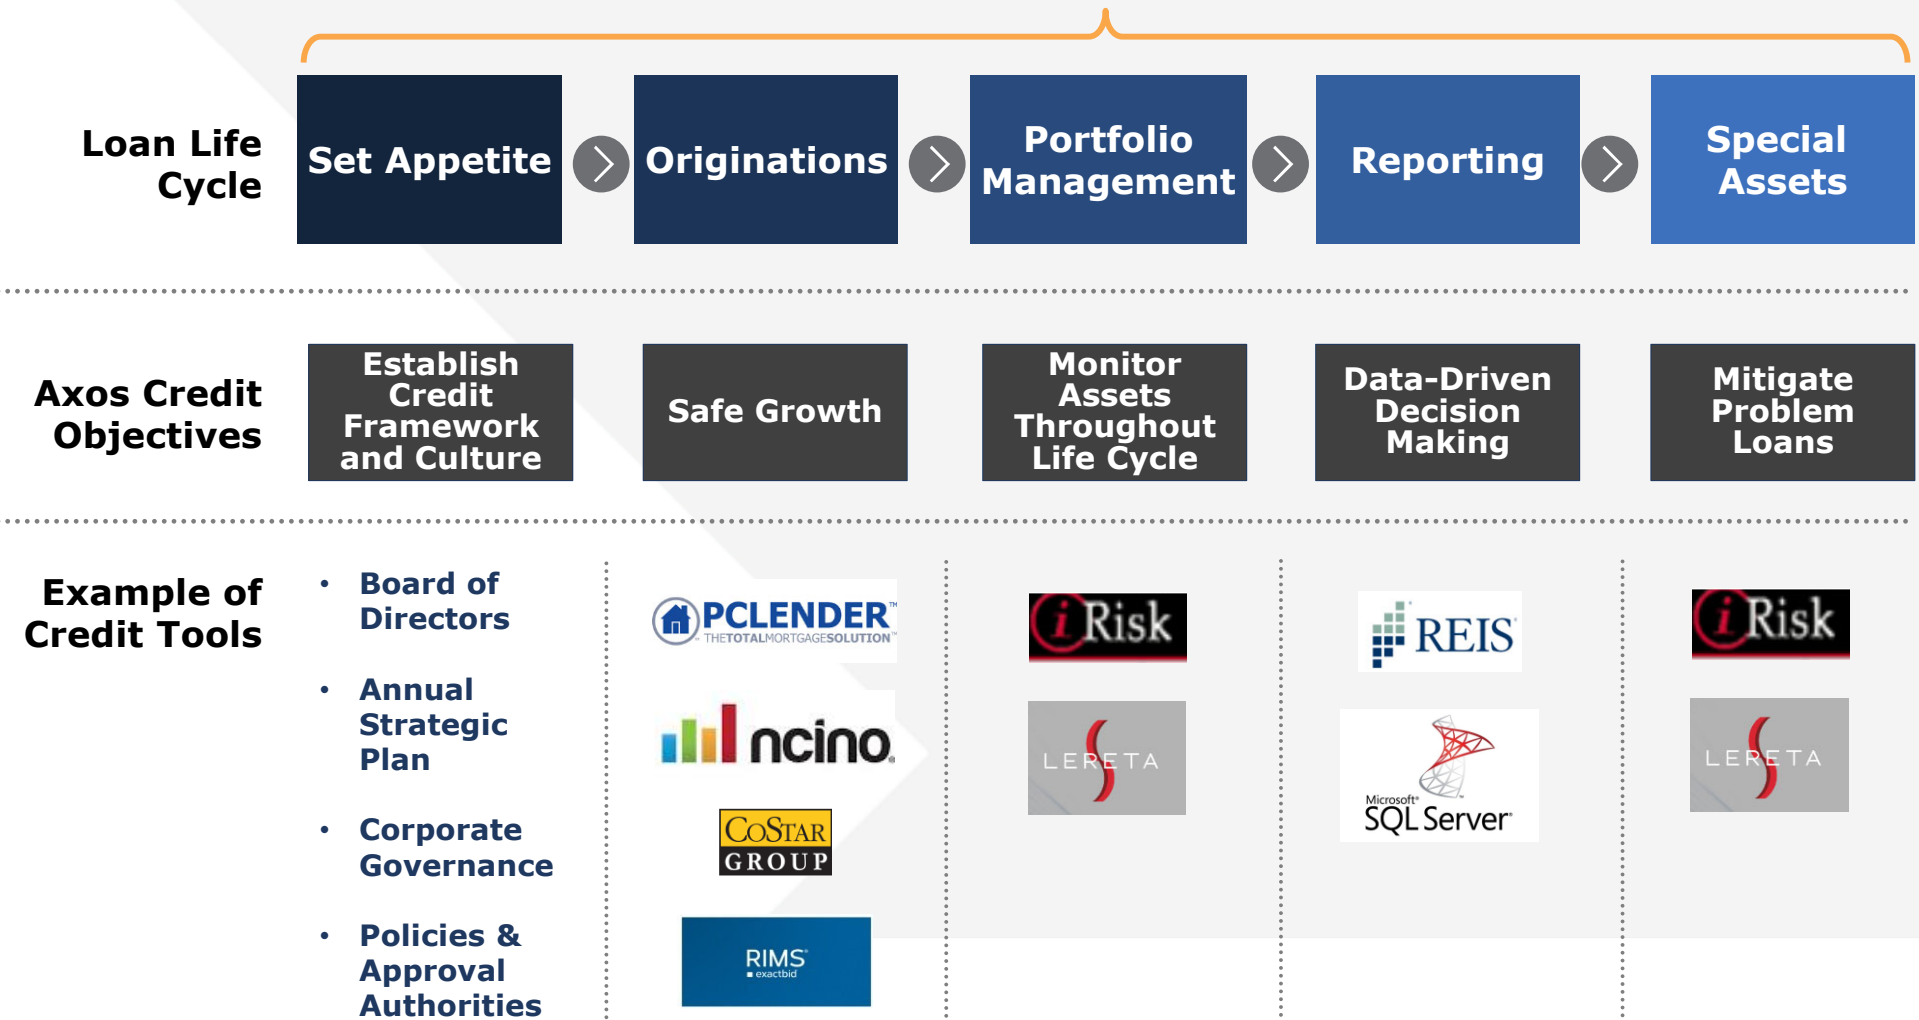 Loan Life
Cycle
Set Appetite
Originations
Portfolio
Management
Reporting
Special
Assets
Axos Credit
Objectives
Establish
Credit
Framework
and Culture
Safe Growth
Monitor
Assets
Throughout
Life Cycle
Data-Driven
Decision
Making
Mitigate
Problem
Loans
Example of
Credit Tools
• Board of
Directors
• Annual
Strategic
Plan
• Corporate
Governance
• Policies &
Approval
Authorities
PCLENDER™
THETOTALMORTGAGESOLUTION™
ncino®
COSTAR
GROUP
RIMS®
exactbid
iRisk
LERETA
REIS
Microsoft®
SQL Server®
iRisk
LERETA